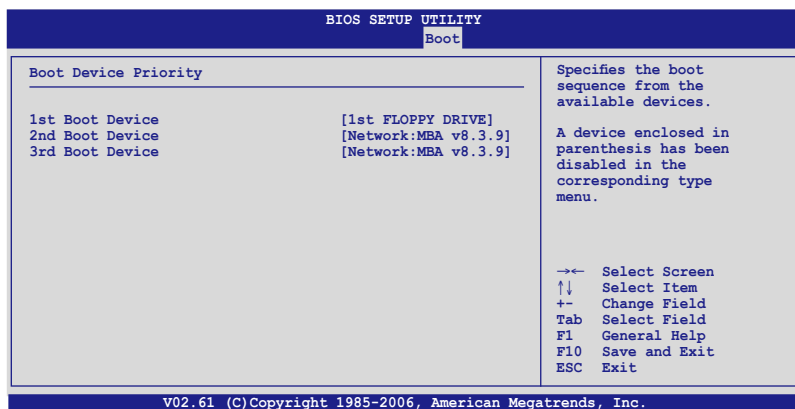 BIOS SETUP UTILITY
Boot
Boot Device Priority
1st Boot Device [1st FLOPPY DRIVE]
2nd Boot Device [Network:MBA v8.3.9]
3rd Boot Device [Network:MBA v8.3.9]
Specifies the boot
sequence from the
available devices.
A device enclosed in
parenthesis has been
disabled in the
corresponding type
menu.
→← Select Screen
↑↓ Select Item
+- Change Field
Tab Select Field
F1 General Help
F10 Save and Exit
ESC Exit
V02.61 (C)Copyright 1985-2006, American Megatrends, Inc.